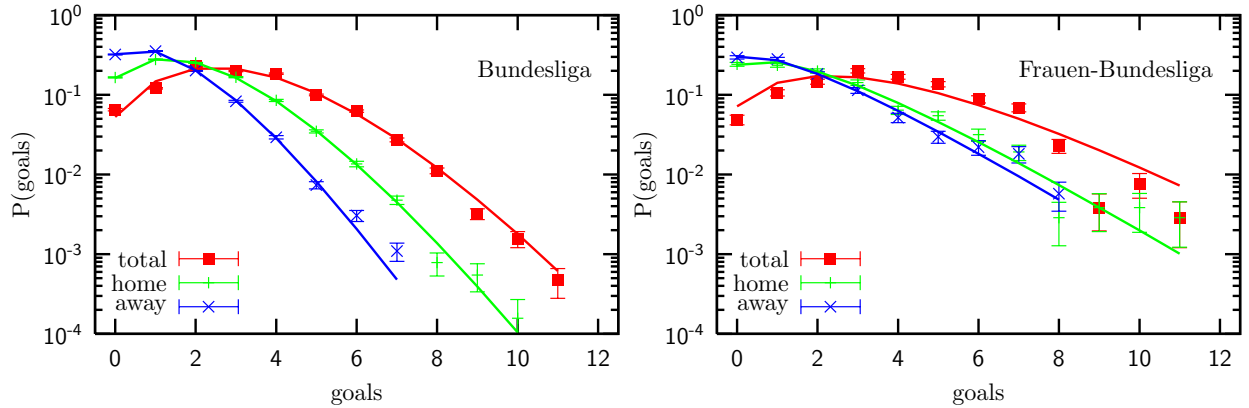 10^0
10^-1
10^-2
10^-3
10^-4
P(goals)
Bundesliga
total
home
away
0 2 4 6 8 10 12
goals
10^0
10^-1
10^-2
10^-3
10^-4
P(goals)
Frauen-Bundesliga
total
home
away
0 2 4 6 8 10 12
goals